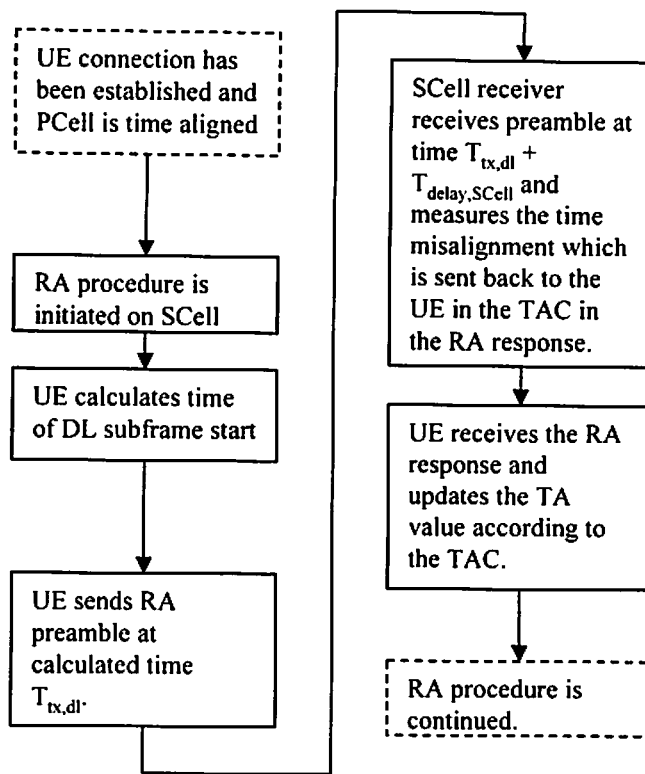 UE connection has
been established and
PCell is time aligned
RA procedure is
initiated on SCell
UE calculates time
of DL subframe start
UE sends RA
preamble at
calculated time
T_tx,dl.
SCell receiver
receives preamble at
time T_tx,dl +
T_delay,SCell and
measures the time
misalignment which
is sent back to the
UE in the TAC in
the RA response.
UE receives the RA
response and
updates the TA
value according to
the TAC.
RA procedure is
continued.